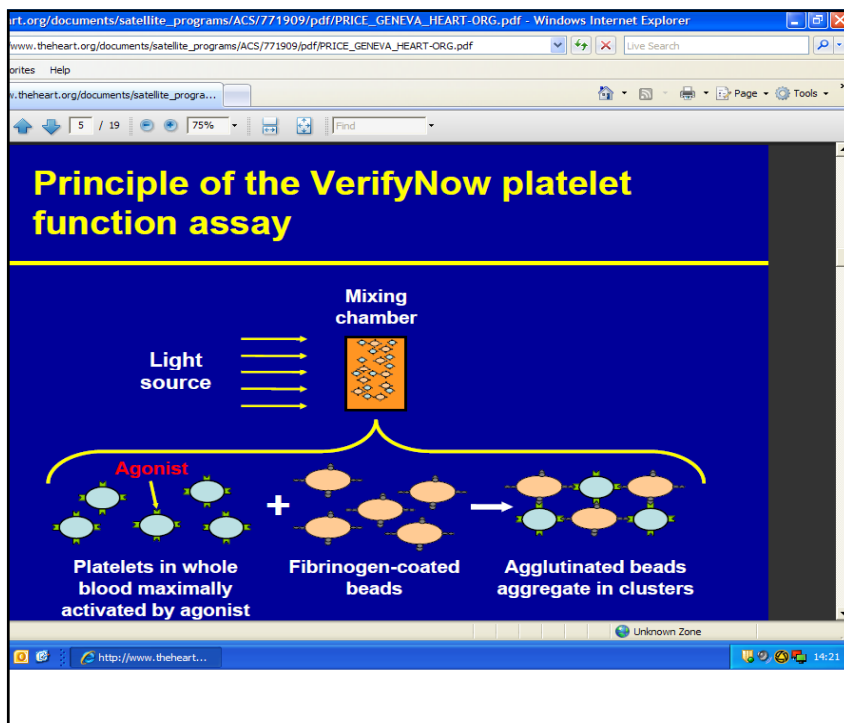 art.org/documents/satellite_programs/ACS/771909/pdf/PRICE_GENEVA_HEART-ORG.pdf - Windows Internet Explorer
/www.theheart.org/documents/satellite_programs/ACS/771909/pdf/PRICE_GENEVA_HEART-ORG.pdf
Live Search
orites Help
w.theheart.org/documents/satellite_progra...
Page Tools
5 / 19 75% Find
Principle of the VerifyNow platelet
function assay
Mixing
chamber
Light
source
Agonist
+
Platelets in whole
blood maximally
activated by agonist
Fibrinogen-coated
beads
Agglutinated beads
aggregate in clusters
Unknown Zone
http://www.theheart...
14:21